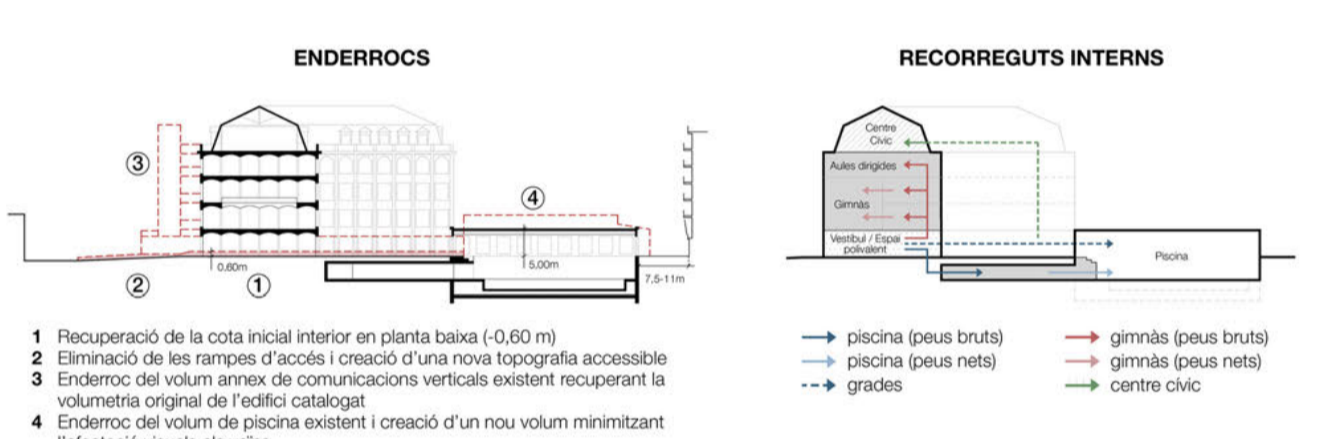 ENDERROCS
3
4
0,60m
5,00m
7,5-11m
2
1
1 Recuperació de la cota inicial interior en planta baixa (-0,60 m)
2 Eliminació de les rampes d'accés i creació d'una nova topografia accessible
3 Enderroc del volum annex de comunicacions verticals existent recuperant la
volumetria original de l'edifici catalogat
4 Enderroc del volum de piscina existent i creació d'un nou volum minimitzant
RECORREGUTS INTERNS
Centre
Cívic
Aules dirigides
Gimnàs
Vestíbul / Espai
polivalent
Piscina
piscina (peus bruts)
piscina (peus nets)
grades
gimnàs (peus bruts)
gimnàs (peus nets)
centre cívic